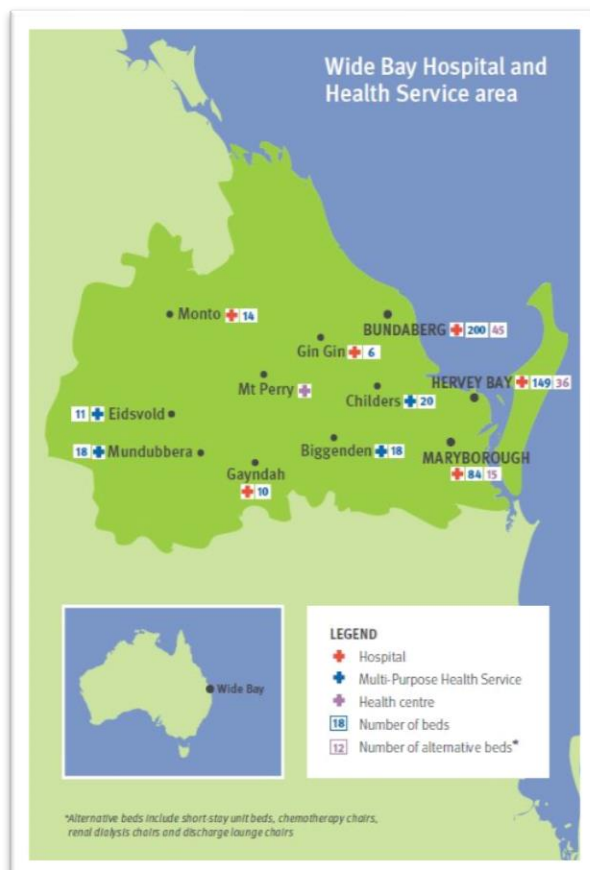 Wide Bay Hospital and
Health Service area
Monto 14
BUNDABERG 200 45
Gin Gin 6
Mt Perry
HERVEY BAY 149 36
Childers 20
11 Eidsvold
18 Mundubbera
Biggenden 18
MARYBOROUGH
84 15
Gayndah
10
Wide Bay
LEGEND
Hospital
Multi-Purpose Health Service
Health centre
18 Number of beds
12 Number of alternative beds*
*Alternative beds include short-stay unit beds, chemotherapy chairs,
renal dialysis chairs and discharge lounge chairs